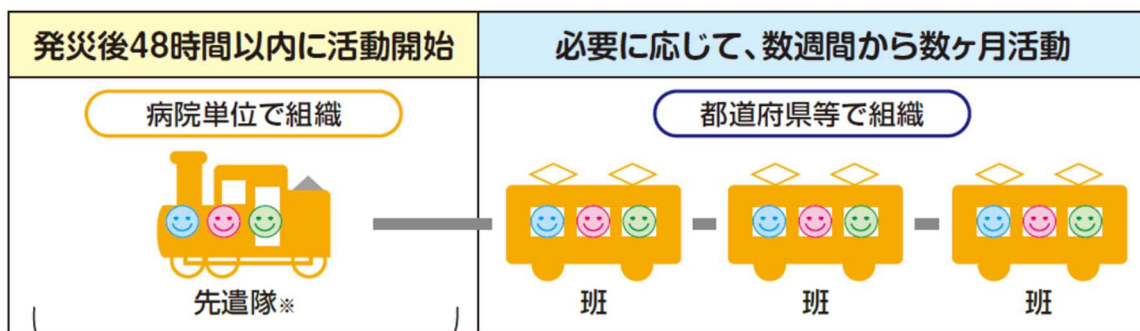 発災後48時間以内に活動開始
必要に応じて、数週間から数ヶ月活動
病院単位で組織
都道府県等で組織
先遣隊※
班
班
班